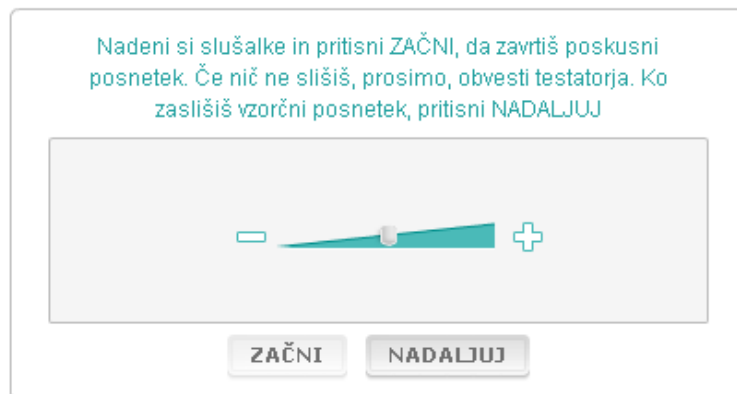 Nadeni si slušalke in pritisni ZAČNI, da zavrtiš poskusni
posnetek. Če nič ne slišiš, prosimo, obvesti testatorja. Ko
zaslišiš vzorčni posnetek, pritisni NADALJUJ
ZAČNI NADALJUJ